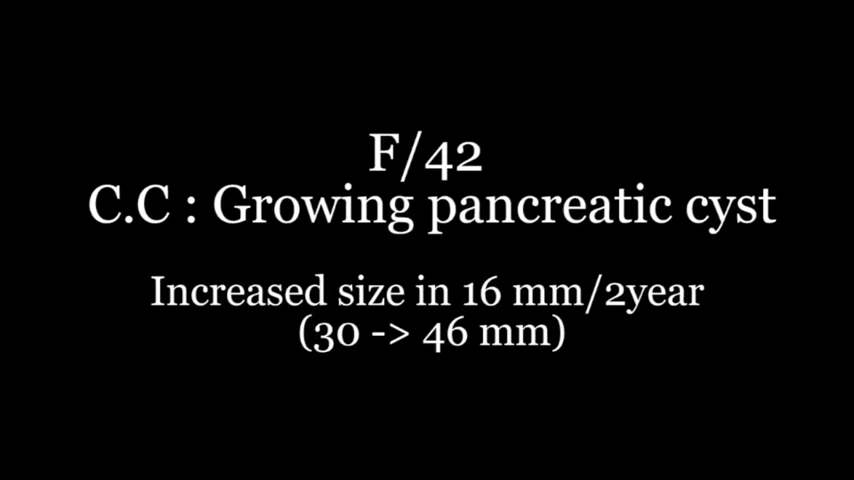 F/42
C.C : Growing pancreatic cyst
Increased size in 16 mm/2year
(30 -> 46 mm)